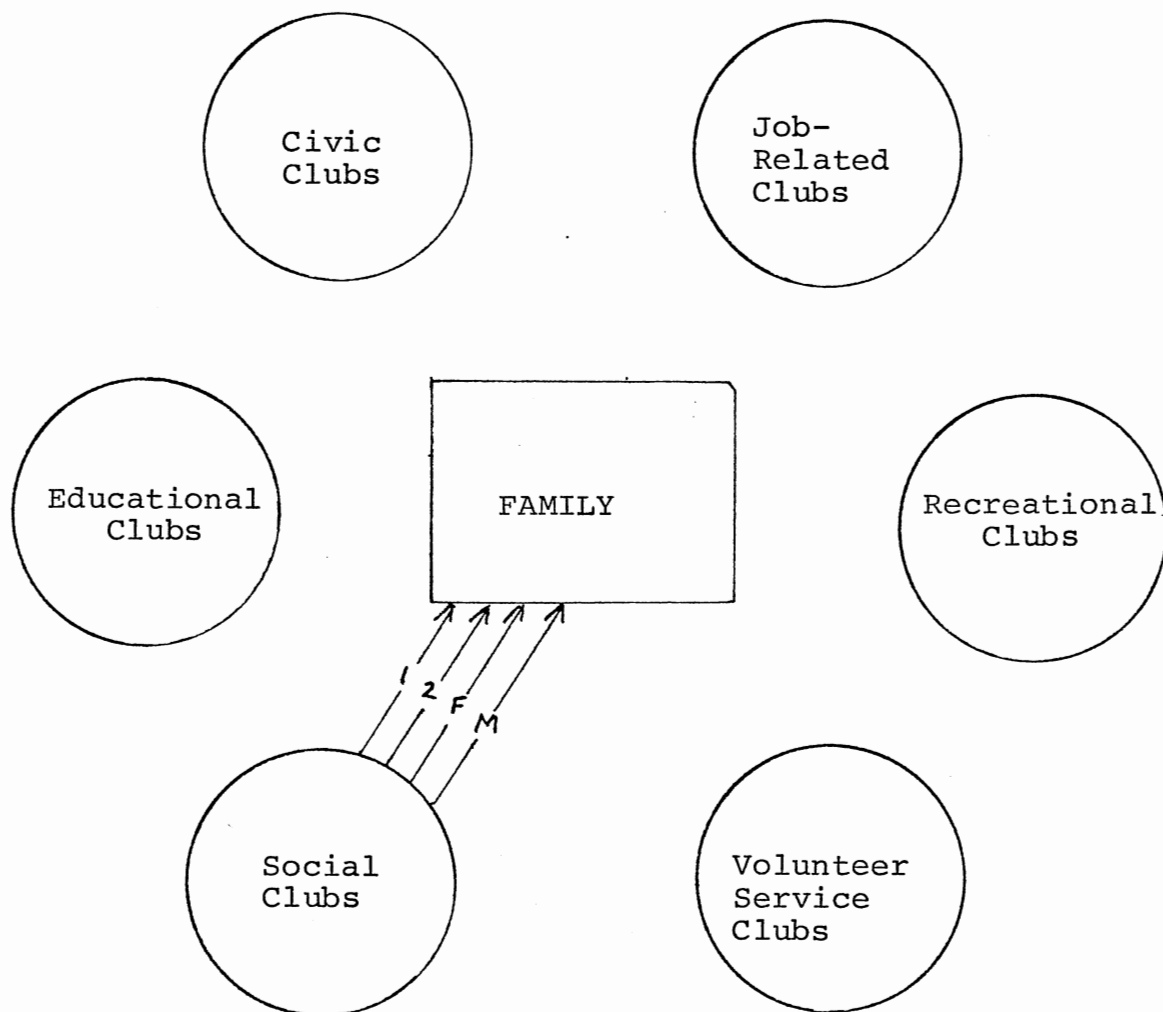 Civic
Clubs
Job-
Related
Clubs
Educational
Clubs
FAMILY
Recreational
Clubs
1
2
F
M
Social
Clubs
Volunteer
Service
Clubs